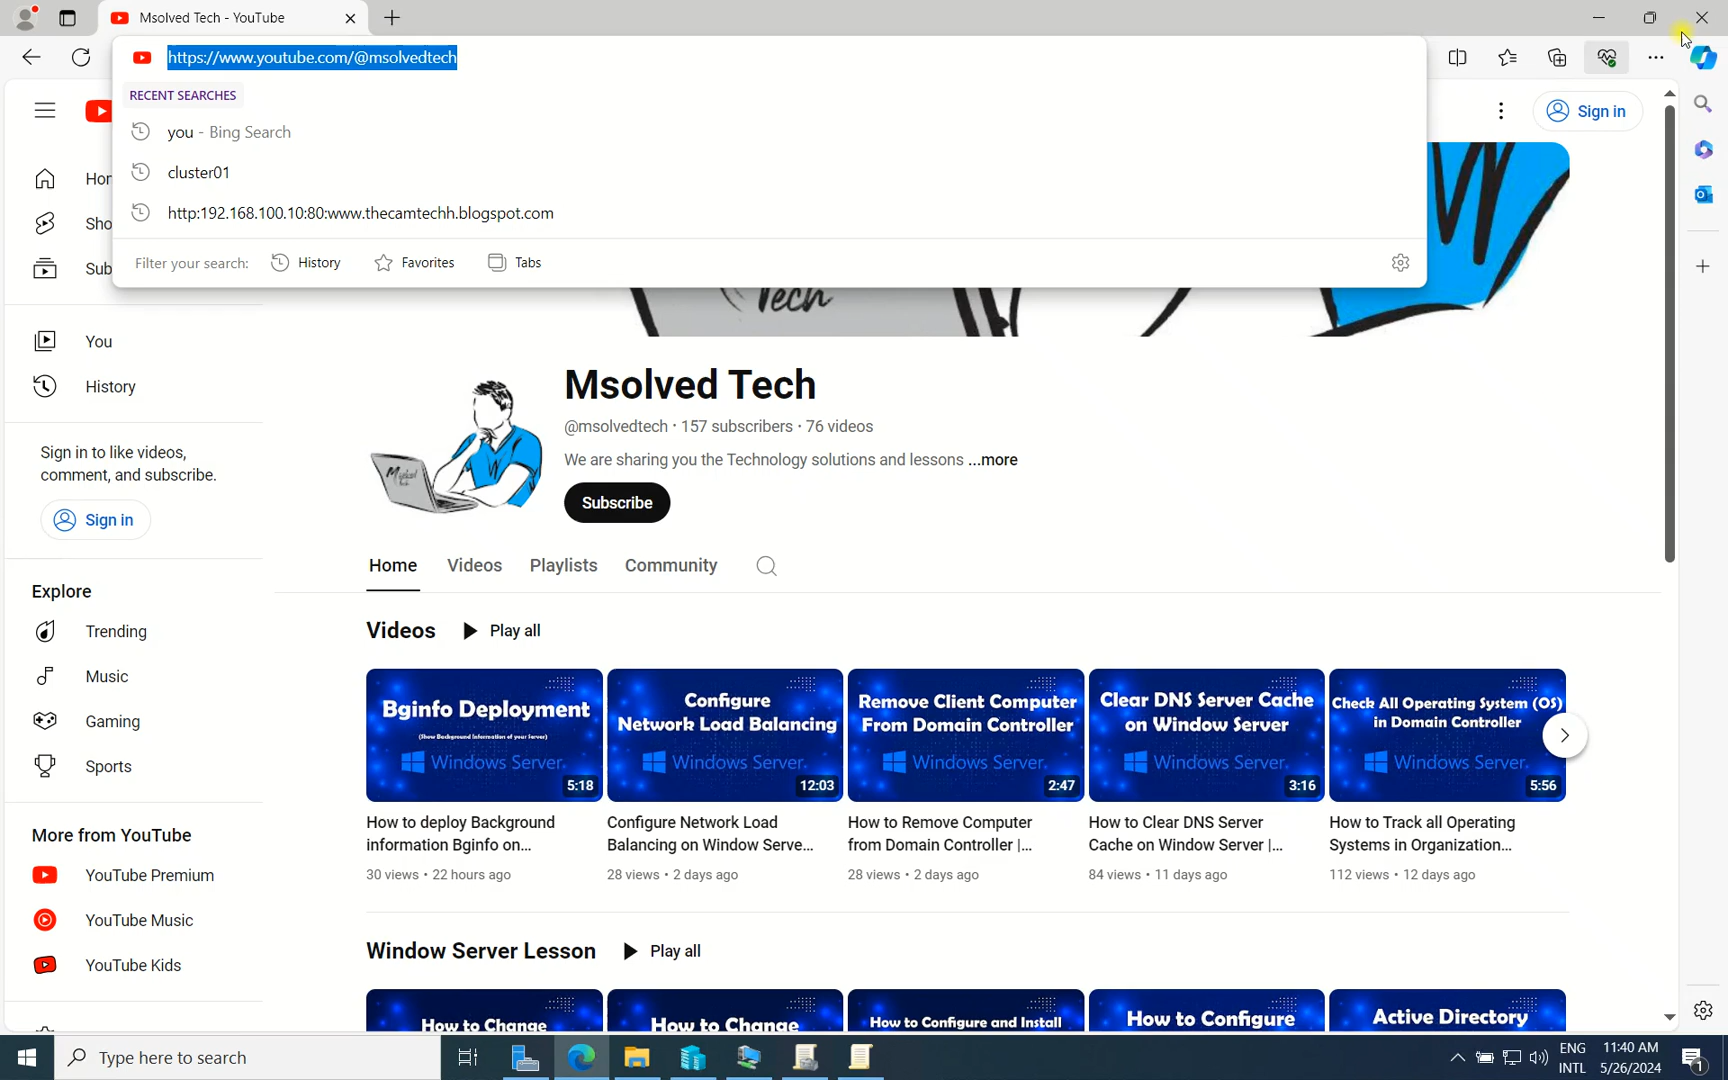 Msolved Tech - YouTube
https://www.youtube.com/@msolvedtech
RECENT SEARCHES
you - Bing Search
cluster01
http:192.168.100.10:80:www.thecamtechh.blogspot.com
Filter your search:
History
Favorites
Tabs
Sign in
Hor
Sho
Sub
You
History
Sign in to like videos,
comment, and subscribe.
Sign in
Explore
Trending
Music
Gaming
Sports
More from YouTube
YouTube Premium
YouTube Music
YouTube Kids
Tech
Msolved Tech
@msolvedtech · 157 subscribers · 76 videos
We are sharing you the Technology solutions and lessons ...more
Subscribe
Home
Videos
Playlists
Community
Videos
Play all
Bginfo Deployment
(Show Background Information of your Server)
Windows Server
5:18
How to deploy Background
information Bginfo on...
30 views • 22 hours ago
Configure
Network Load Balancing
Windows Server
12:03
Configure Network Load
Balancing on Window Serve...
28 views • 2 days ago
Remove Client Computer
From Domain Controller
Windows Server
2:47
How to Remove Computer
from Domain Controller |...
28 views • 2 days ago
Clear DNS Server Cache
on Window Server
Windows Server
3:16
How to Clear DNS Server
Cache on Window Server |...
84 views • 11 days ago
Check All Operating System (OS)
in Domain Controller
Windows Server
5:56
How to Track all Operating
Systems in Organization...
112 views • 12 days ago
Window Server Lesson
Play all
How to Change
How to Change
How to Configure and Install
How to Configure
Active Directory
Type here to search
ENG
INTL
11:40 AM
5/26/2024
1